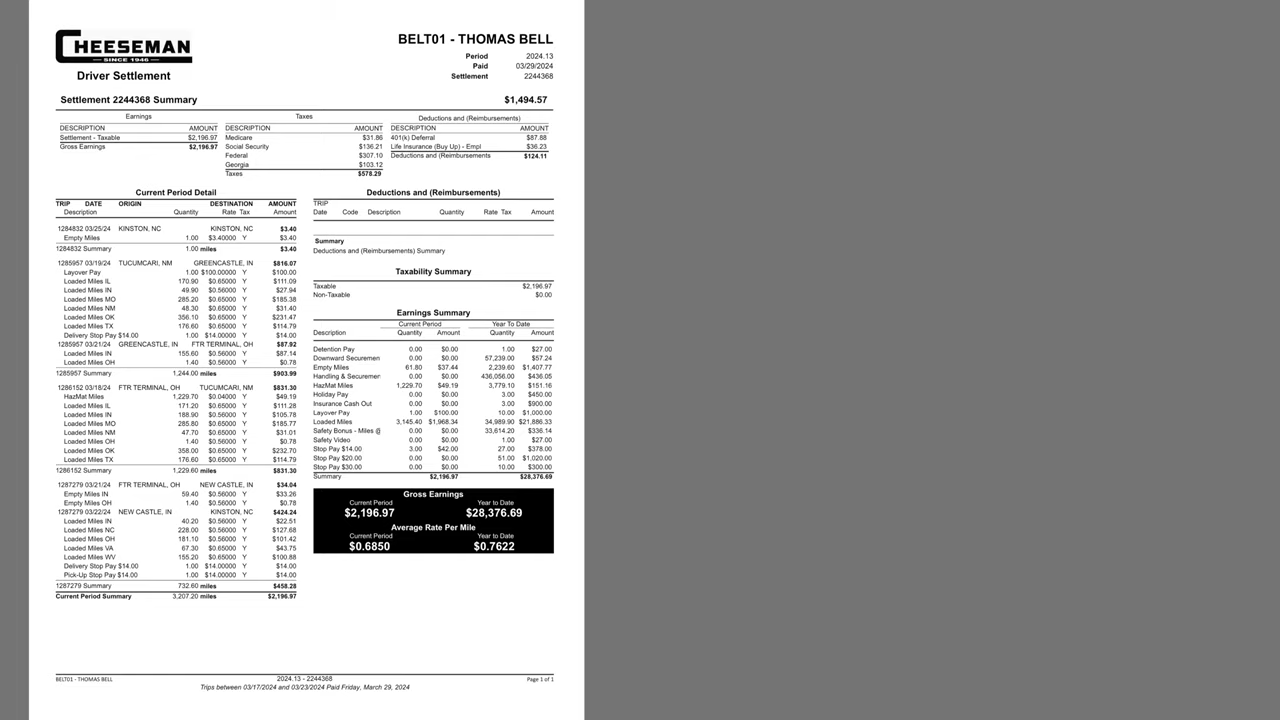 CHEESEMAN
SINCE 1946
Driver Settlement
BELT01 - THOMAS BELL
Period 2024.13
Paid 03/29/2024
Settlement 2244368
Settlement 2244368 Summary $1,494.57
Earnings
DESCRIPTION AMOUNT
Settlement - Taxable $2,196.97
Gross Earnings $2,196.97
Taxes
DESCRIPTION AMOUNT
Medicare $31.86
Social Security $136.21
Federal $307.10
Georgia $103.12
Taxes $578.29
Deductions and (Reimbursements)
DESCRIPTION AMOUNT
401(k) Deferral $87.88
Life Insurance (Buy Up) - Empl $36.23
Deductions and (Reimbursements $124.11
Current Period Detail
TRIP DATE ORIGIN DESTINATION AMOUNT
Description Quantity Rate Tax Amount
1284832 03/25/24 KINSTON, NC KINSTON, NC $3.40
Empty Miles 1.00 $3.40000 Y $3.40
1284832 Summary 1.00 miles $3.40
1285957 03/19/24 TUCUMCARI, NM GREENCASTLE, IN $816.07
Layover Pay 1.00 $100.00000 Y $100.00
Loaded Miles IL 170.90 $0.65000 Y $111.09
Loaded Miles IN 49.90 $0.56000 Y $27.94
Loaded Miles MO 285.20 $0.65000 Y $185.38
Loaded Miles NM 48.30 $0.65000 Y $31.40
Loaded Miles OK 356.10 $0.65000 Y $231.47
Loaded Miles TX 176.60 $0.65000 Y $114.79
Delivery Stop Pay $14.00 1.00 $14.00000 Y $14.00
1285957 03/21/24 GREENCASTLE, IN FTR TERMINAL, OH $87.92
Loaded Miles IN 155.60 $0.56000 Y $87.14
Loaded Miles OH 1.40 $0.56000 Y $0.78
1285957 Summary 1,244.00 miles $903.99
1286152 03/18/24 FTR TERMINAL, OH TUCUMCARI, NM $831.30
HazMat Miles 1,229.70 $0.04000 Y $49.19
Loaded Miles IL 171.20 $0.65000 Y $111.28
Loaded Miles IN 188.90 $0.56000 Y $105.78
Loaded Miles MO 285.80 $0.65000 Y $185.77
Loaded Miles NM 47.70 $0.65000 Y $31.01
Loaded Miles OH 1.40 $0.56000 Y $0.78
Loaded Miles OK 358.00 $0.65000 Y $232.70
Loaded Miles TX 176.60 $0.65000 Y $114.79
1286152 Summary 1,229.60 miles $831.30
1287279 03/21/24 FTR TERMINAL, OH NEW CASTLE, IN $34.04
Empty Miles IN 59.40 $0.56000 Y $33.26
Empty Miles OH 1.40 $0.56000 Y $0.78
1287279 03/22/24 NEW CASTLE, IN KINSTON, NC $424.24
Loaded Miles IN 40.20 $0.56000 Y $22.51
Loaded Miles NC 228.00 $0.56000 Y $127.68
Loaded Miles OH 181.10 $0.56000 Y $101.42
Loaded Miles VA 67.30 $0.65000 Y $43.75
Loaded Miles WV 155.20 $0.65000 Y $100.88
Delivery Stop Pay $14.00 1.00 $14.00000 Y $14.00
Pick-Up Stop Pay $14.00 1.00 $14.00000 Y $14.00
1287279 Summary 732.60 miles $458.28
Current Period Summary 3,207.20 miles $2,196.97
Deductions and (Reimbursements)
TRIP
Date Code Description Quantity Rate Tax Amount
Summary
Deductions and (Reimbursements) Summary
Taxability Summary
Taxable $2,196.97
Non-Taxable $0.00
Earnings Summary
Current Period Year To Date
Description Quantity Amount Quantity Amount
Detention Pay 0.00 $0.00 1.00 $27.00
Downward Securemen 0.00 $0.00 57,239.00 $57.24
Empty Miles 61.80 $37.44 2,239.60 $1,407.77
Handling & Securemen 0.00 $0.00 436,056.00 $436.05
HazMat Miles 1,229.70 $49.19 3,779.10 $151.16
Holiday Pay 0.00 $0.00 3.00 $450.00
Insurance Cash Out 0.00 $0.00 3.00 $900.00
Layover Pay 1.00 $100.00 10.00 $1,000.00
Loaded Miles 3,145.40 $1,968.34 34,989.90 $21,886.33
Safety Bonus - Miles @ 0.00 $0.00 33,614.20 $336.14
Safety Video 0.00 $0.00 1.00 $27.00
Stop Pay $14.00 3.00 $42.00 27.00 $378.00
Stop Pay $20.00 0.00 $0.00 51.00 $1,020.00
Stop Pay $30.00 0.00 $0.00 10.00 $300.00
Summary $2,196.97 $28,376.69
Gross Earnings
Current Period Year to Date
$2,196.97 $28,376.69
Average Rate Per Mile
Current Period Year to Date
$0.6850 $0.7622
BELT01 - THOMAS BELL 2024.13 - 2244368 Page 1 of 1
Trips between 03/17/2024 and 03/23/2024 Paid Friday, March 29, 2024